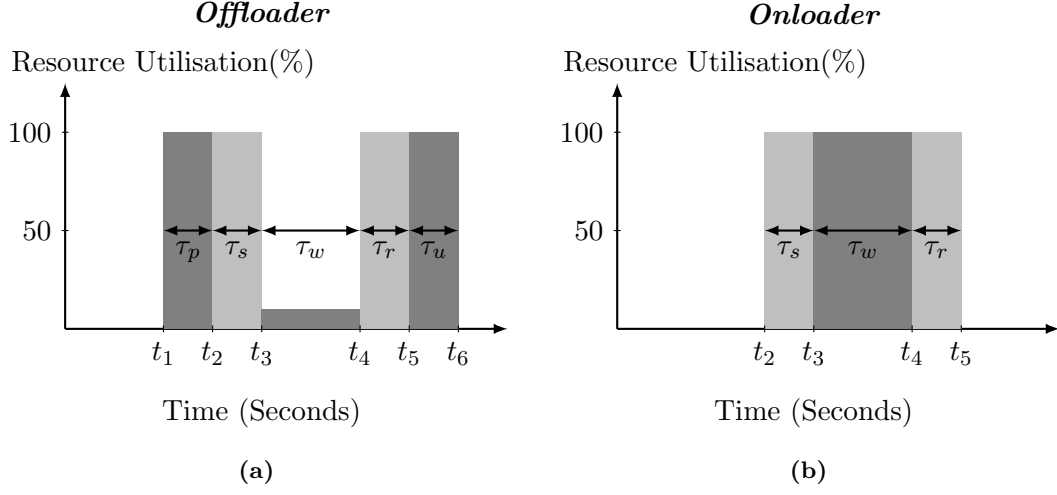 Offloader
Resource Utilisation(%)
100
50
τp τs τw τr τu
t1 t2 t3 t4 t5 t6
Time (Seconds)
(a)
Onloader
Resource Utilisation(%)
100
50
τs τw τr
t2 t3 t4 t5
Time (Seconds)
(b)